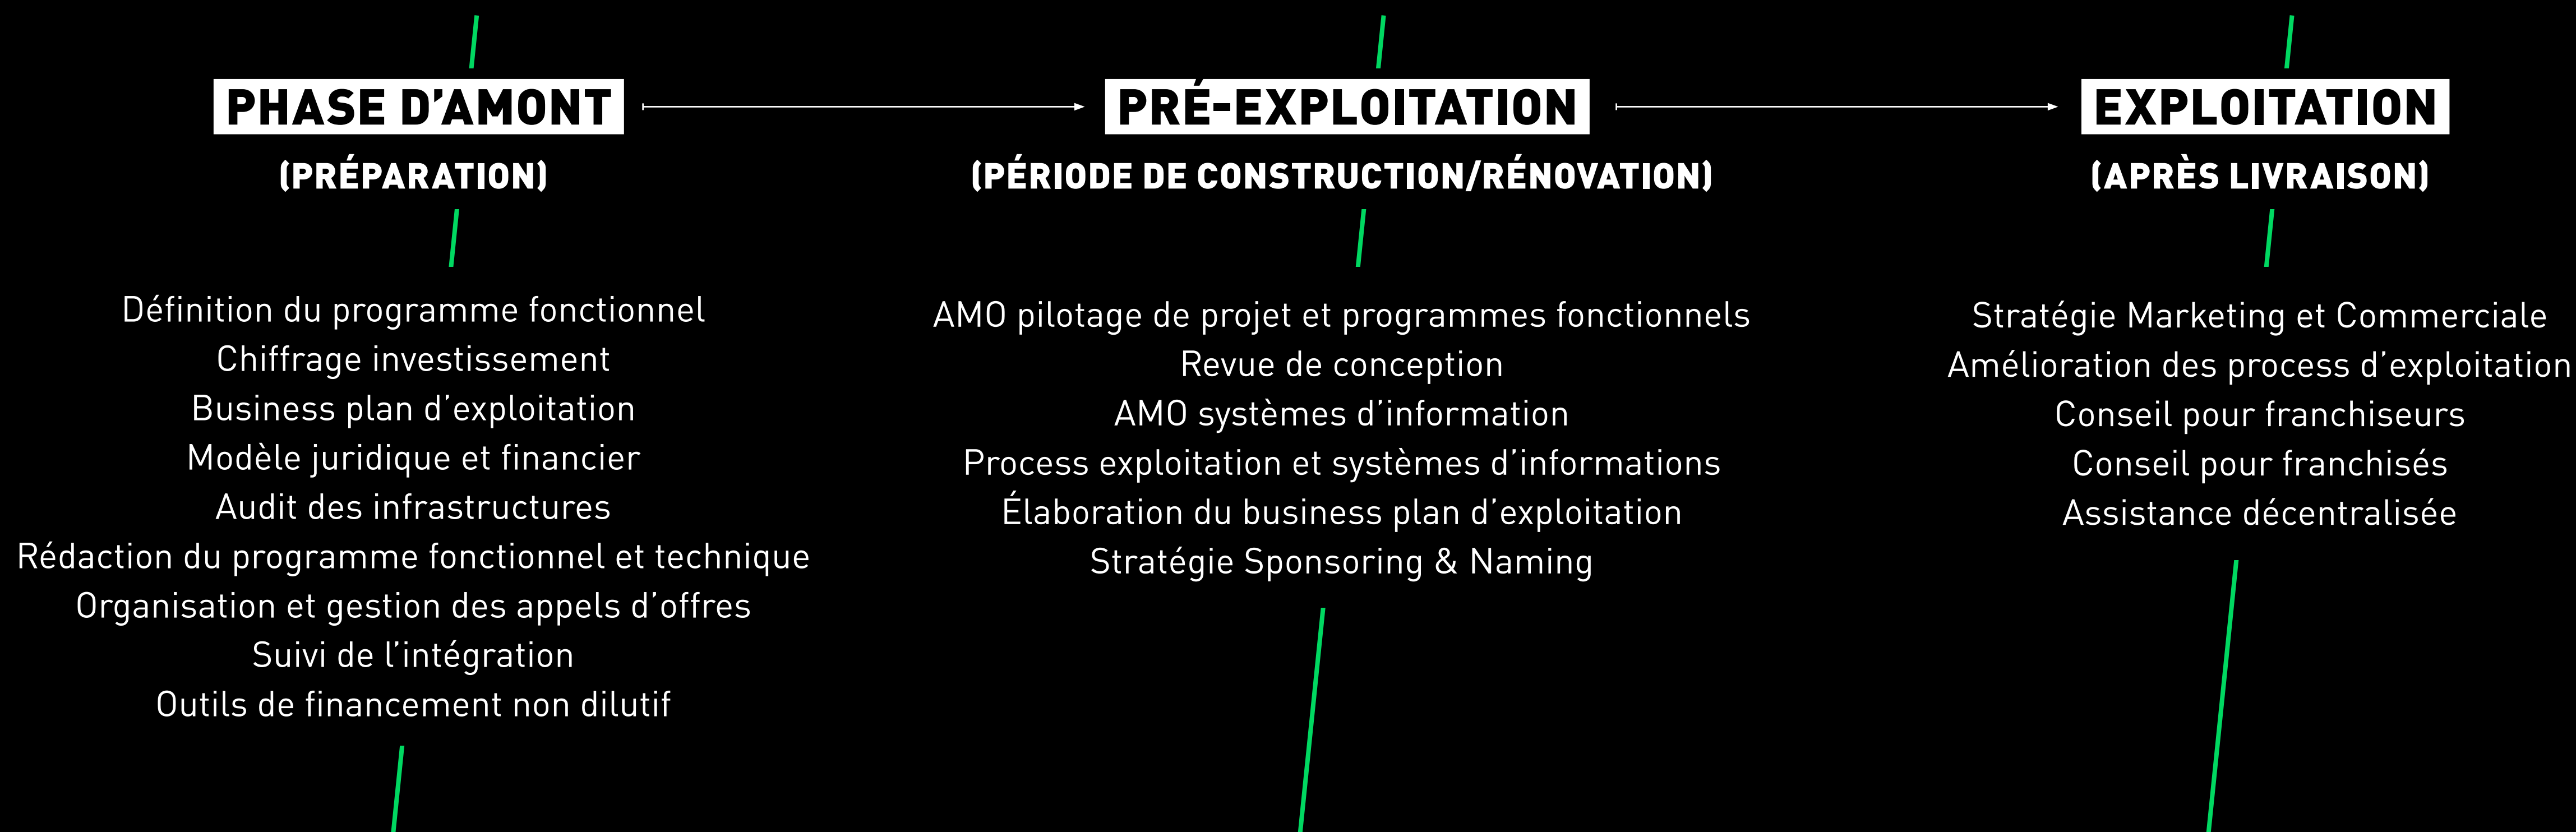 PHASE D’AMONT
(PRÉPARATION)
Définition du programme fonctionnel
Chiffrage investissement
Business plan d’exploitation
Modèle juridique et financier
Audit des infrastructures
Rédaction du programme fonctionnel et technique
Organisation et gestion des appels d’offres
Suivi de l’intégration
Outils de financement non dilutif
PRÉ-EXPLOITATION
(PÉRIODE DE CONSTRUCTION/RÉNOVATION)
AMO pilotage de projet et programmes fonctionnels
Revue de conception
AMO systèmes d’information
Process exploitation et systèmes d’informations
Élaboration du business plan d’exploitation
Stratégie Sponsoring & Naming
EXPLOITATION
(APRÈS LIVRAISON)
Stratégie Marketing et Commerciale
Amélioration des process d’exploitation
Conseil pour franchiseurs
Conseil pour franchisés
Assistance décentralisée